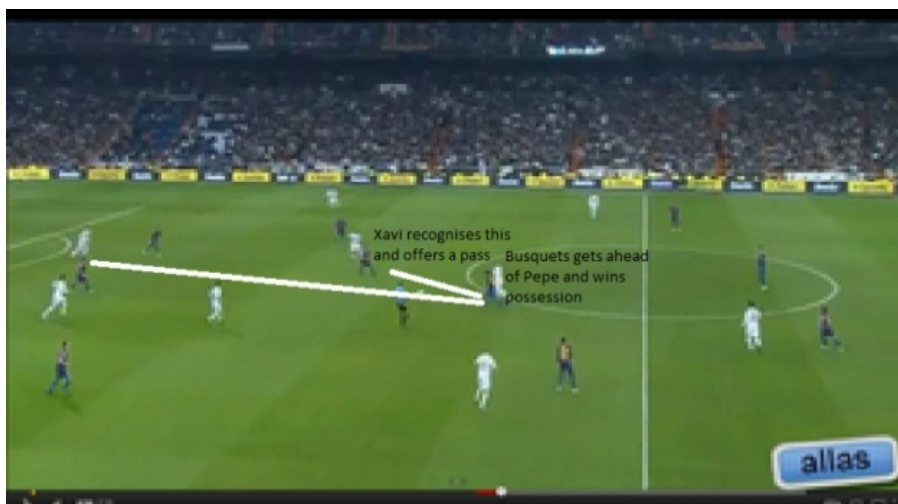 Xavi recognises this
and offers a pass
Busquets gets ahead
of Pepe and wins
possession
allas